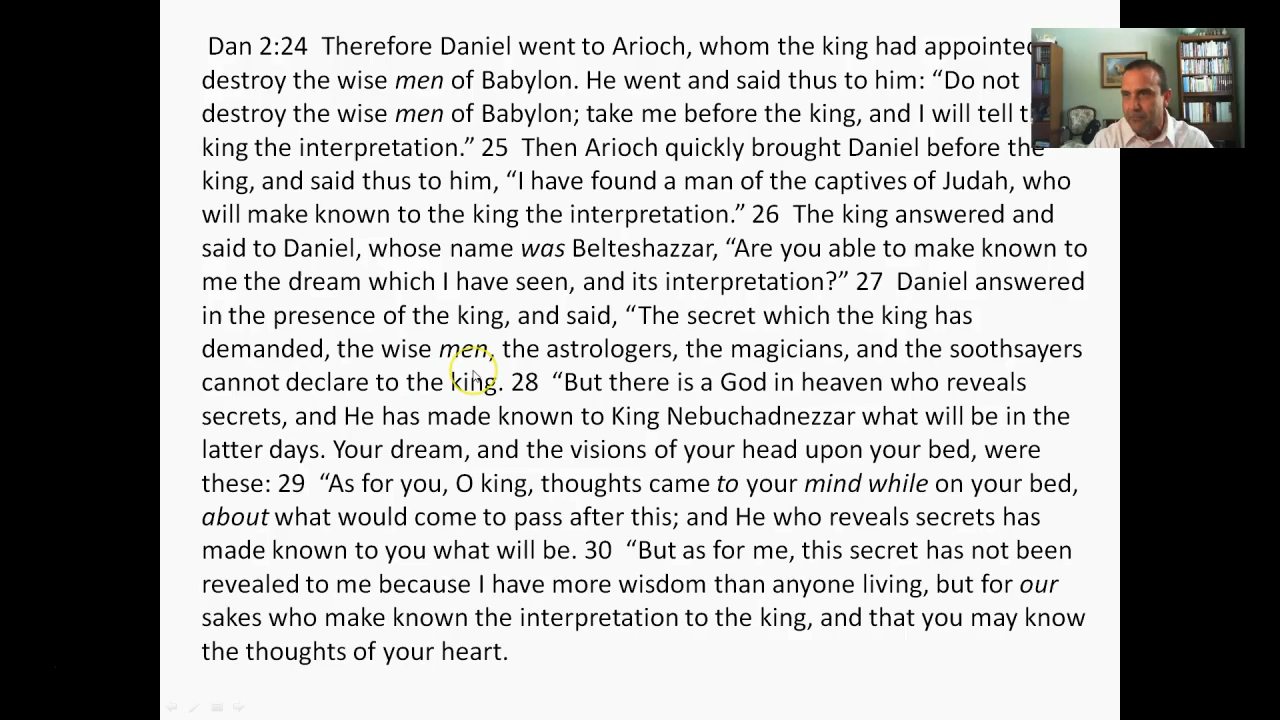 Dan 2:24 Therefore Daniel went to Arioch, whom the king had appointed
destroy the wise men of Babylon. He went and said thus to him: “Do not
destroy the wise men of Babylon; take me before the king, and I will tell
king the interpretation.” 25 Then Arioch quickly brought Daniel before the
king, and said thus to him, “I have found a man of the captives of Judah, who
will make known to the king the interpretation.” 26 The king answered and
said to Daniel, whose name was Belteshazzar, “Are you able to make known to
me the dream which I have seen, and its interpretation?” 27 Daniel answered
in the presence of the king, and said, “The secret which the king has
demanded, the wise men, the astrologers, the magicians, and the soothsayers
cannot declare to the king. 28 “But there is a God in heaven who reveals
secrets, and He has made known to King Nebuchadnezzar what will be in the
latter days. Your dream, and the visions of your head upon your bed, were
these: 29 “As for you, O king, thoughts came to your mind while on your bed,
about what would come to pass after this; and He who reveals secrets has
made known to you what will be. 30 “But as for me, this secret has not been
revealed to me because I have more wisdom than anyone living, but for our
sakes who make known the interpretation to the king, and that you may know
the thoughts of your heart.